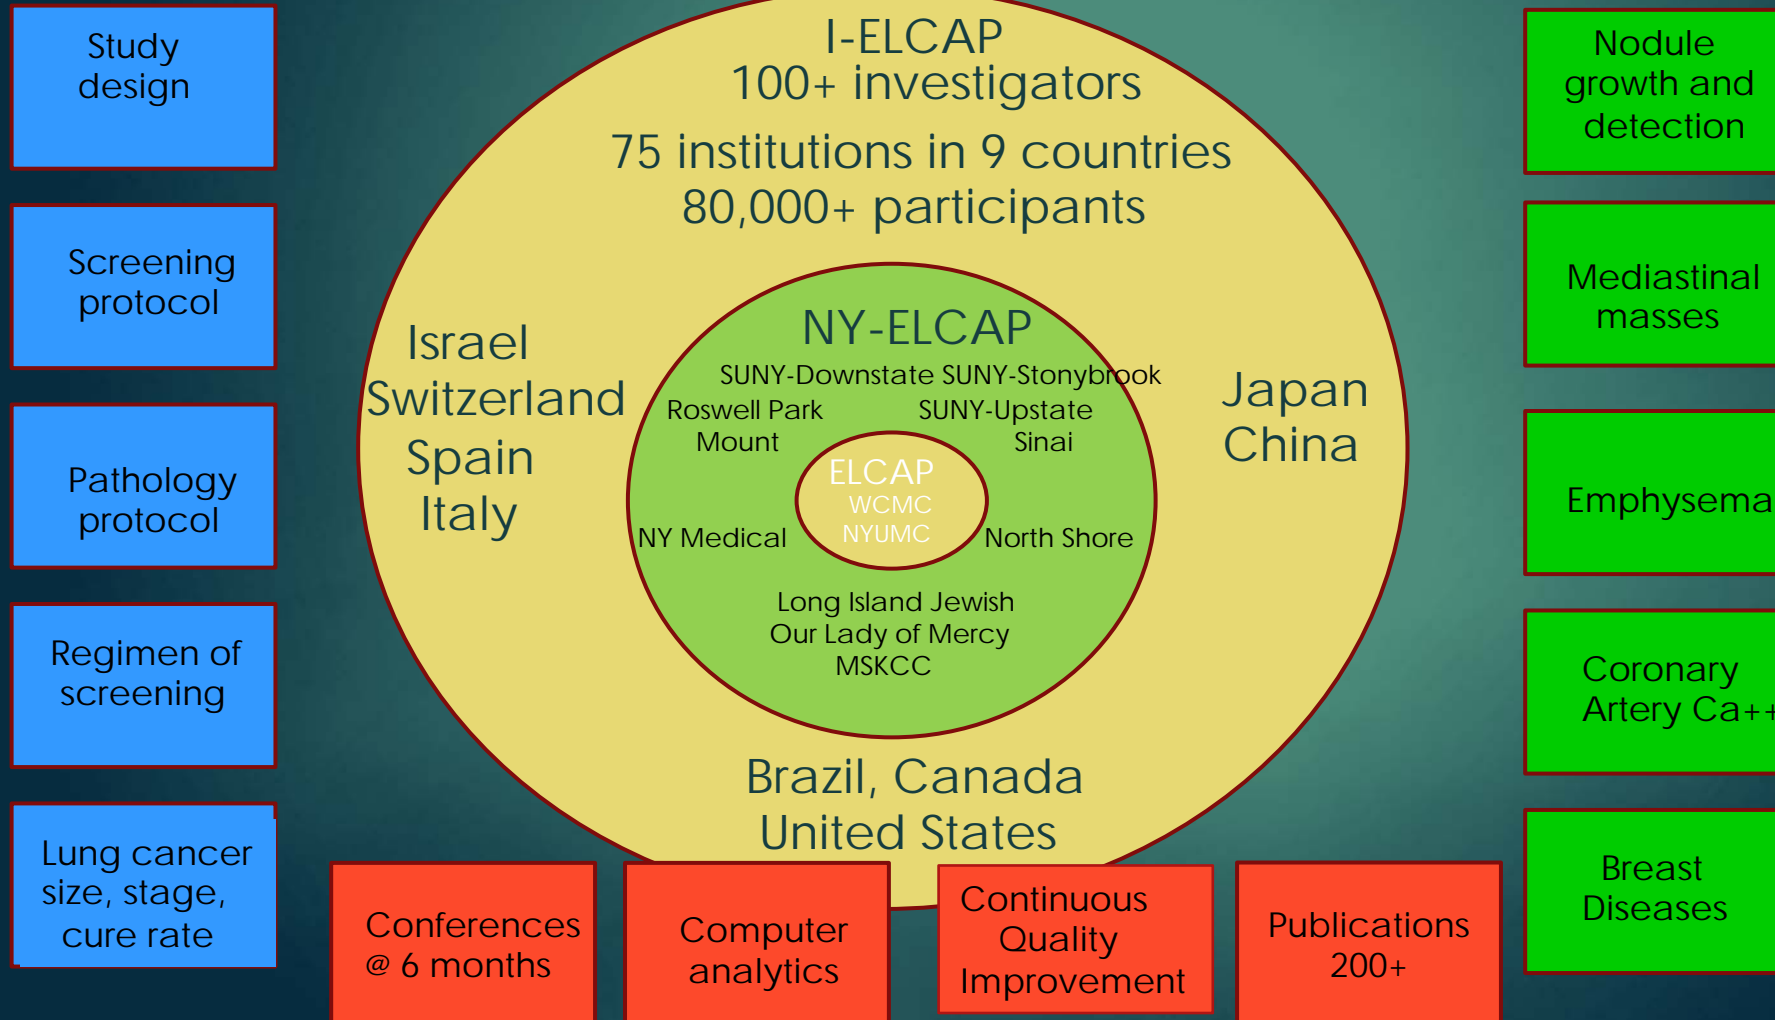 Study
design
Screening
protocol
Pathology
protocol
Regimen of
screening
Lung cancer
size, stage,
cure rate
I-ELCAP
100+ investigators
75 institutions in 9 countries
80,000+ participants
Israel
Switzerland
Spain
Italy
NY-ELCAP
SUNY-Downstate SUNY-Stonybrook
Roswell Park SUNY-Upstate
Mount Sinai
ELCAP
WCMC
NYUMC
NY Medical
North Shore
Long Island Jewish
Our Lady of Mercy
MSKCC
Japan
China
Brazil, Canada
United States
Conferences
@ 6 months
Computer
analytics
Continuous
Quality
Improvement
Publications
200+
Nodule
growth and
detection
Mediastinal
masses
Emphysema
Coronary
Artery Ca++
Breast
Diseases